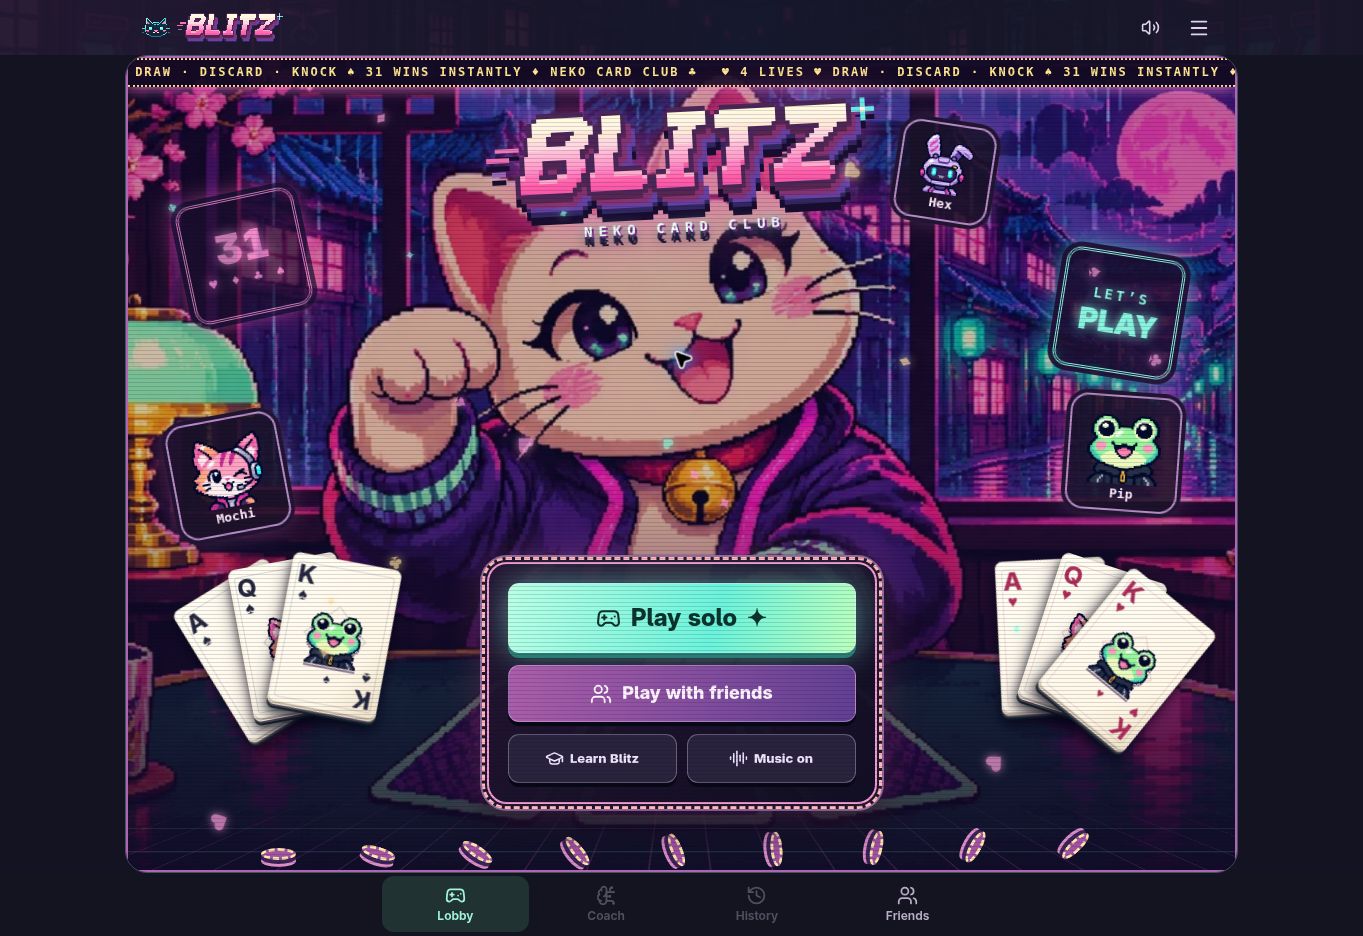 BLITZ
DRAW · DISCARD · KNOCK ♠ 31 WINS INSTANTLY ♦ NEKO CARD CLUB ♣ ♥ 4 LIVES ♥ DRAW · DISCARD · KNOCK ♠ 31 WINS INSTANTLY ♦
BLITZ
NEKO CARD CLUB
Hex
31
LET'S
PLAY
Mochi
Pip
A
Q
K
K
A
Q
K
K
Play solo
Play with friends
Learn Blitz
Music on
Lobby
Coach
History
Friends